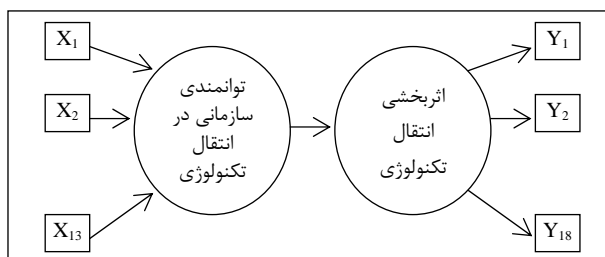 X1
X2
X13
توانمندی
سازمانی در
انتقال
تکنولوژی
اثربخشی
انتقال
تکنولوژی
Y1
Y2
Y18